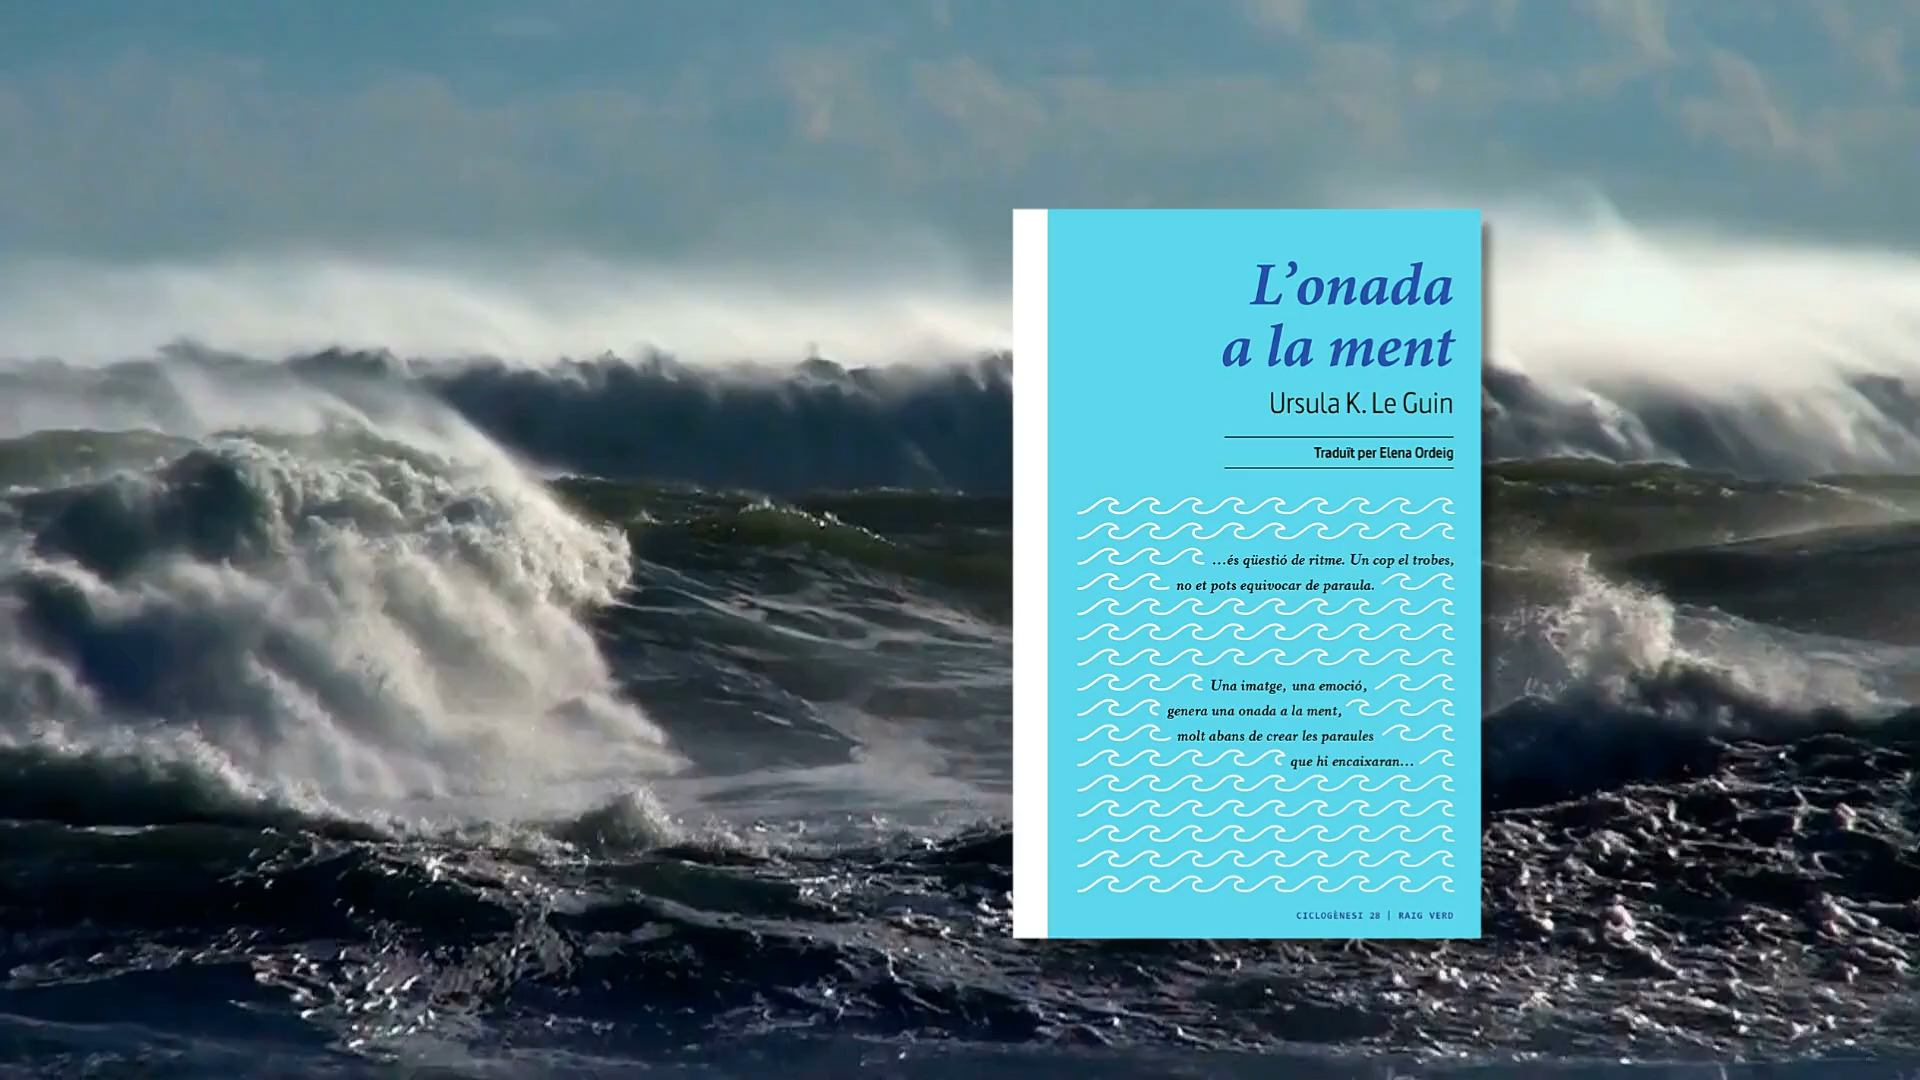 L’onada
a la ment
Ursula K. Le Guin
Traduït per Elena Ordeig
…és qüestió de ritme. Un cop el trobes,
no et pots equivocar de paraula.
Una imatge, una emoció,
genera una onada a la ment,
molt abans de crear les paraules
que hi encaixaran…
CICLOGÈNESI 28 | RAIG VERD